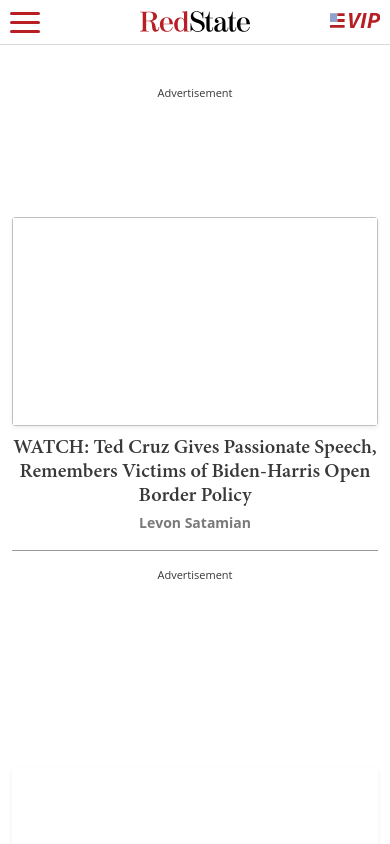 RedState
VIP
Advertisement
WATCH: Ted Cruz Gives Passionate Speech,
Remembers Victims of Biden-Harris Open
Border Policy
Levon Satamian
Advertisement